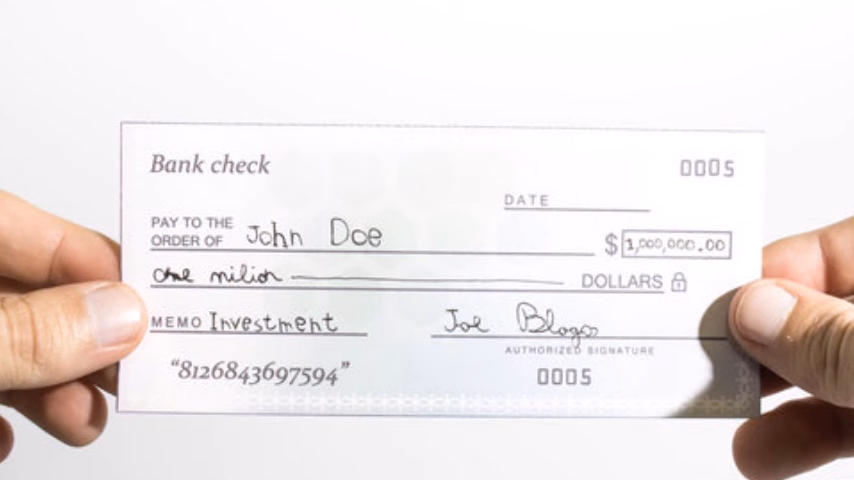 Bank check
0005
DATE
PAY TO THE
ORDER OF John Doe
$ 1,000,000.00
one milion
DOLLARS
MEMO Investment
Joe Blogs
AUTHORIZED SIGNATURE
"8126843697594"
0005